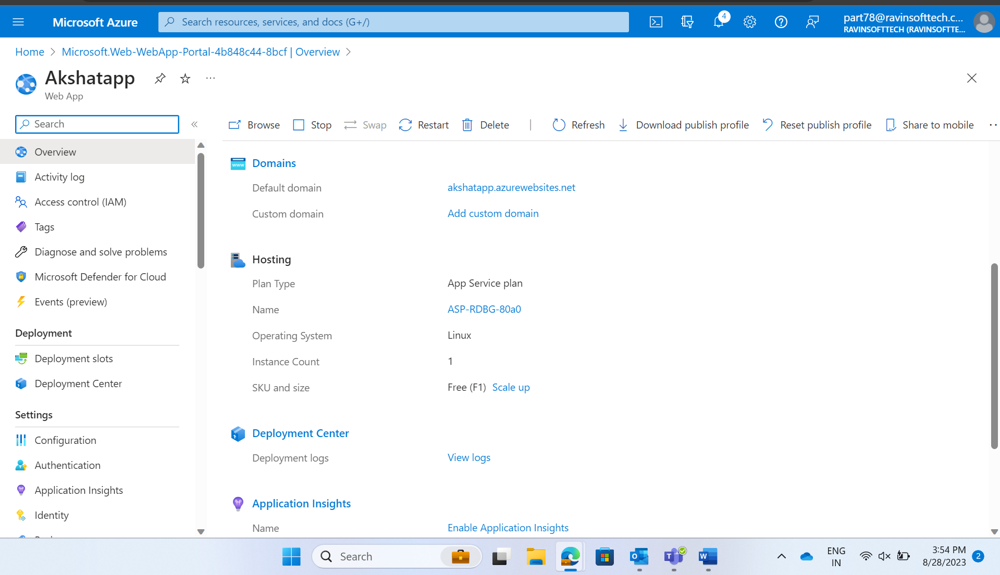 Microsoft Azure
Search resources, services, and docs (G+/)
4
part78@ravinsofttech.c...
RAVINSOFTTECH (RAVINSOFTTE...
Home > Microsoft.Web-WebApp-Portal-4b848c44-8bcf | Overview >
Akshatapp
Web App
Search
Browse Stop Swap Restart Delete | Refresh Download publish profile Reset publish profile Share to mobile
Overview
Activity log
Access control (IAM)
Tags
Diagnose and solve problems
Microsoft Defender for Cloud
Events (preview)
Deployment
Deployment slots
Deployment Center
Settings
Configuration
Authentication
Application Insights
Identity
www
Domains
Default domain akshatapp.azurewebsites.net
Custom domain Add custom domain
Hosting
Plan Type App Service plan
Name ASP-RDBG-80a0
Operating System Linux
Instance Count 1
SKU and size Free (F1) Scale up
Deployment Center
Deployment logs View logs
Application Insights
Name Enable Application Insights
Search
ENG
IN
3:54 PM
8/28/2023
2